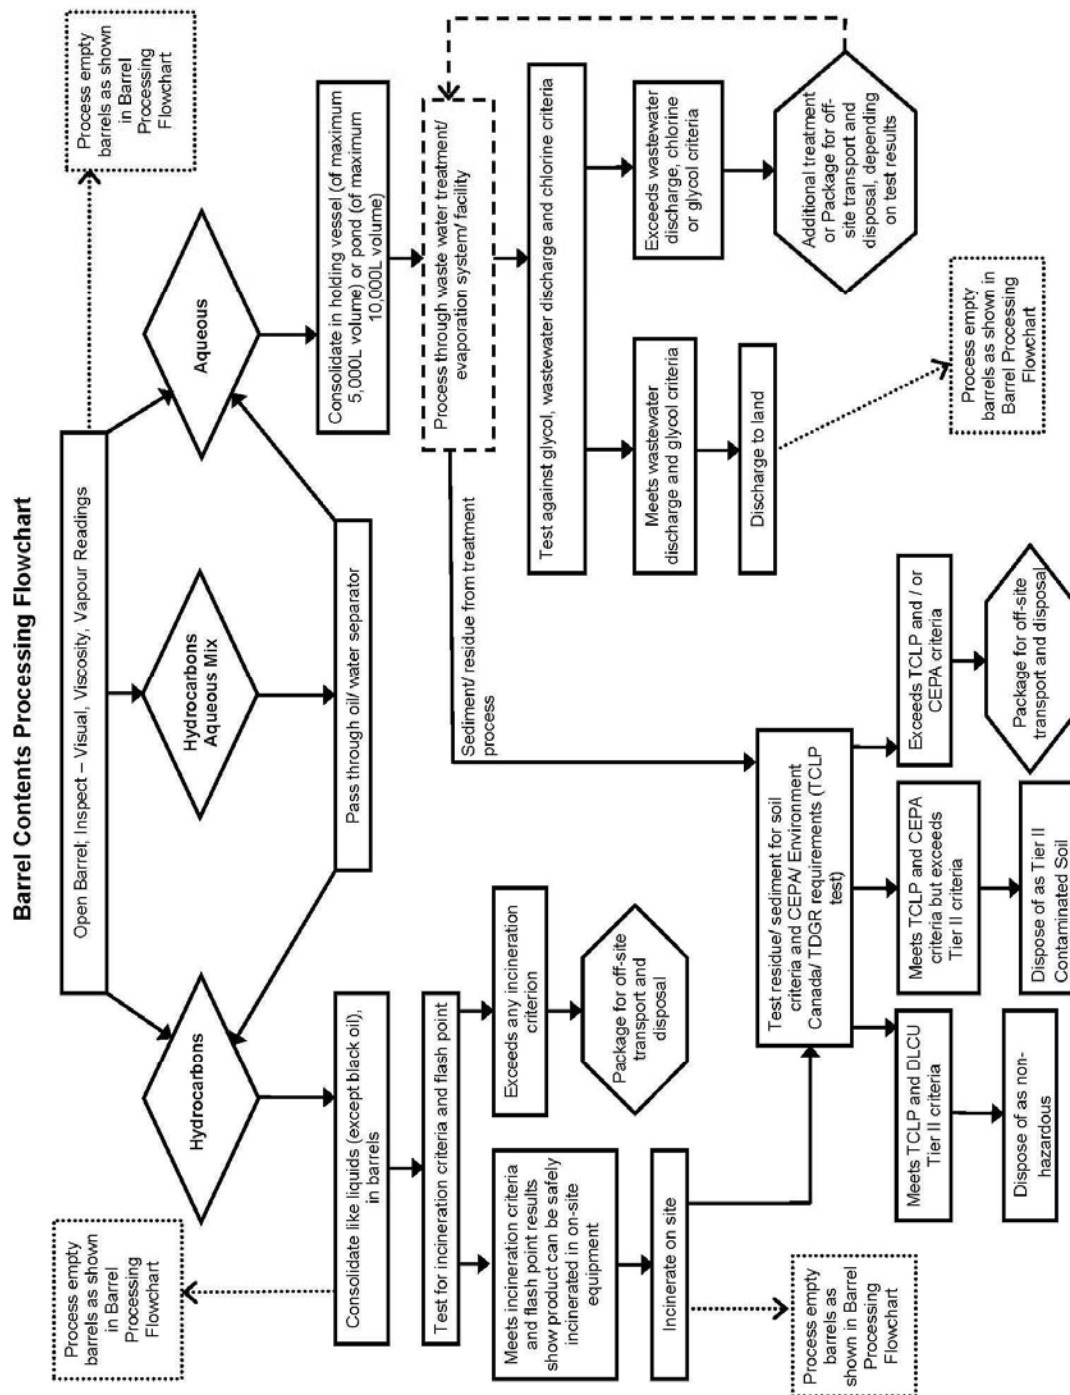 Barrel Contents Processing Flowchart
Process empty
barrels as shown
in Barrel
Processing
Flowchart
Open Barrel; Inspect – Visual, Viscosity, Vapour Readings
Process empty
barrels as shown
in Barrel
Processing
Flowchart
Hydrocarbons
Hydrocarbons
Aqueous Mix
Aqueous
Pass through oil/ water separator
Consolidate like liquids (except black oil),
in barrels
Consolidate in holding vessel (of maximum
5,000L volume) or pond (of maximum
10,000L volume)
Test for incineration criteria and flash point
Process through waste water treatment/
evaporation system/ facility
Sediment/ residue from treatment
process
Meets incineration criteria
and flash point results
show product can be safely
incinerated in on-site
equipment
Exceeds any incineration
criterion
Test against glycol, wastewater discharge and chlorine criteria
Incinerate on site
Package for off-site
transport and
disposal
Meets wastewater
discharge and glycol criteria
Exceeds wastewater
discharge, chlorine
or glycol criteria
Discharge to land
Additional treatment
or Package for off-
site transport and
disposal, depending
on test results
Test residue/ sediment for soil
criteria and CEPA/ Environment
Canada/ TDGR requirements (TCLP
test)
Process empty
barrels as
shown in Barrel
Processing
Flowchart
Process empty
barrels as shown in
Barrel Processing
Flowchart
Meets TCLP and DLCU
Tier II criteria
Meets TCLP and CEPA
criteria but exceeds
Tier II criteria
Exceeds TCLP and / or
CEPA criteria
Dispose of as non-
hazardous
Dispose of as Tier II
Contaminated Soil
Package for off-site
transport and disposal